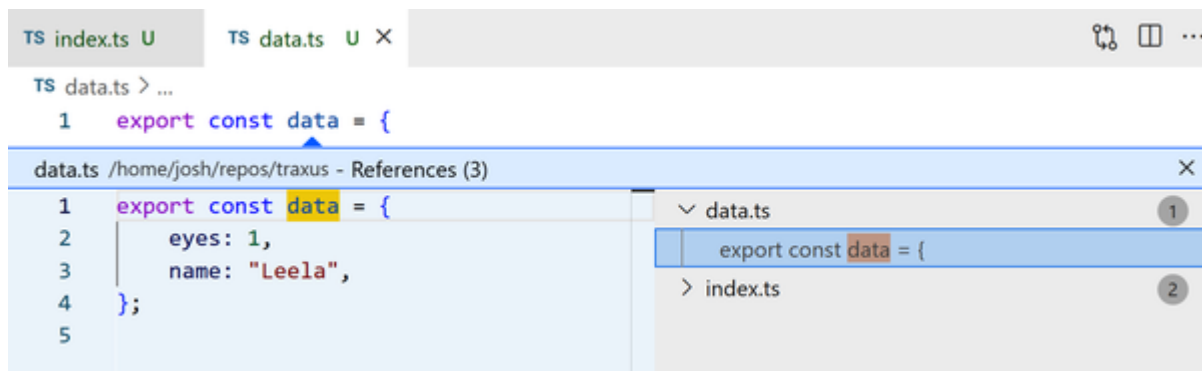 TS index.ts U TS data.ts U ×
TS data.ts > ...
1 export const data = {
data.ts /home/josh/repos/traxus - References (3)
1 export const data = {
2 eyes: 1,
3 name: "Leela",
4 };
5
data.ts 1
export const data = {
index.ts 2